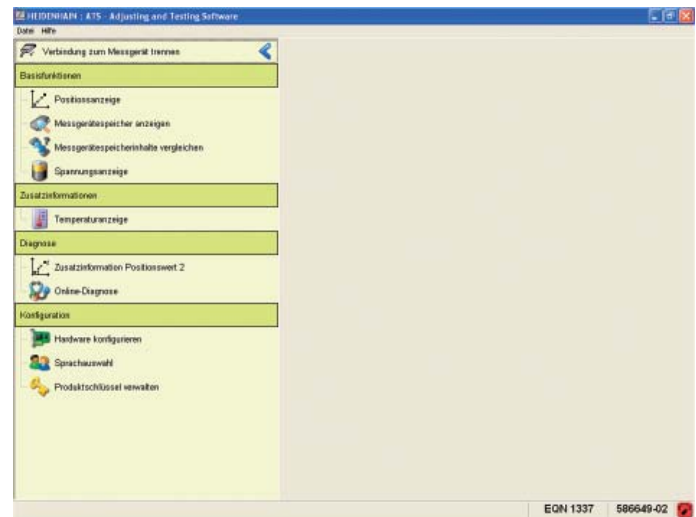 HEIDENHAIN : ATS - Adjusting and Testing Software
Datei Hilfe
Verbindung zum Messgerät trennen
Basisfunktionen
Positionsanzeige
Messgerätespeicher anzeigen
Messgerätespeicherinhalte vergleichen
Spannungsanzeige
Zusatzinformationen
Temperaturanzeige
Diagnose
Zusatzinformation Positionswert 2
Online-Diagnose
Konfiguration
Hardware konfigurieren
Sprachauswahl
Produktschlüssel verwalten
EQN 1337 586649-02